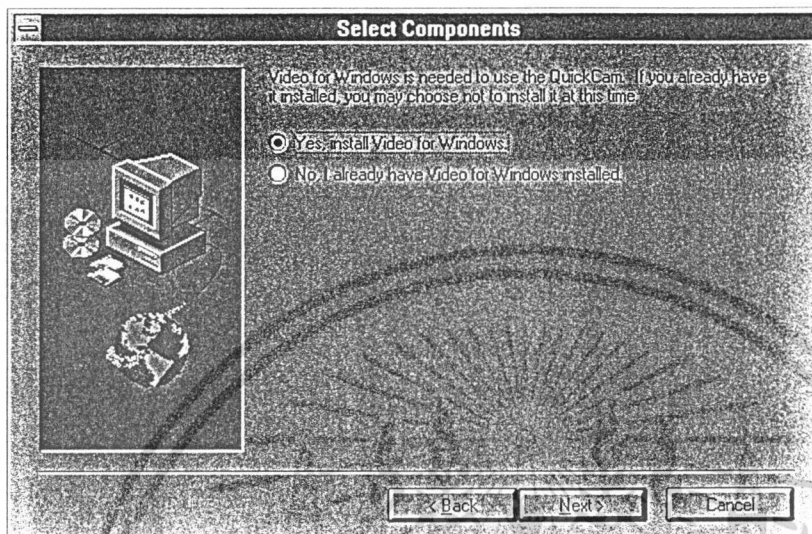 Select Components
Video for Windows is needed to use the QuickCam. If you already have
it installed, you may choose not to install it at this time.
Yes, install Video for Windows.
No, I already have Video for Windows installed.
< Back
Next >
Cancel